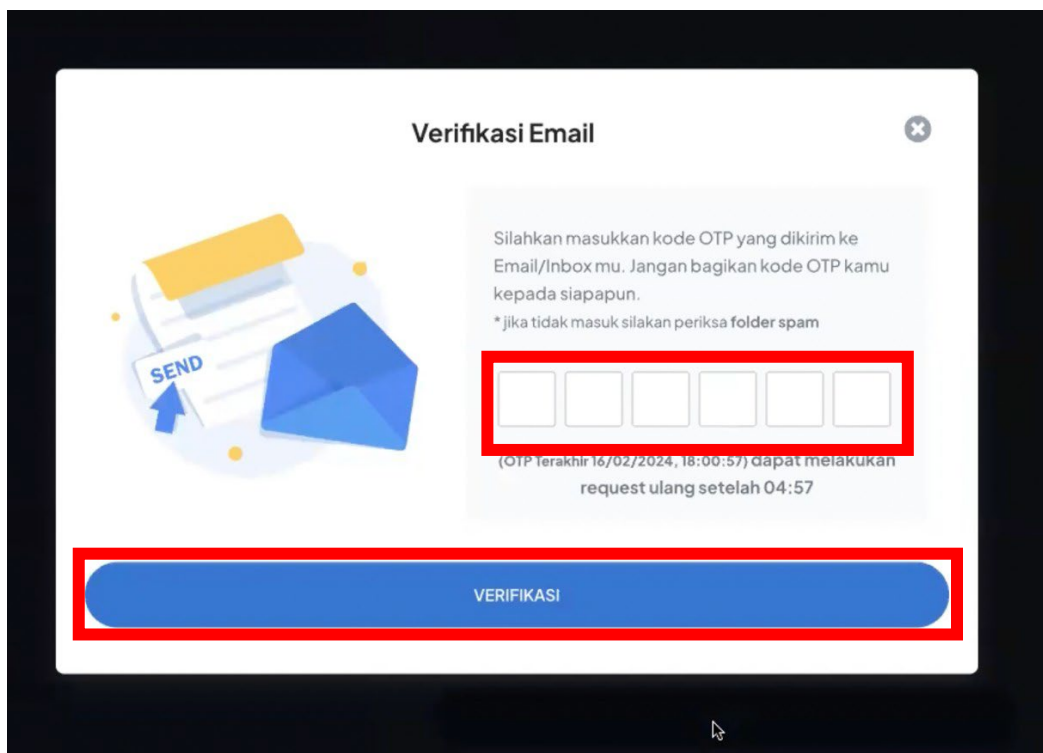 Verifikasi Email
Silahkan masukkan kode OTP yang dikirim ke
Email/Inbox mu. Jangan bagikan kode OTP kamu
kepada siapapun.
* jika tidak masuk silakan periksa folder spam
SEND
(OTP Terakhir 16/02/2024, 18:00:57) dapat melakukan
request ulang setelah 04:57
VERIFIKASI